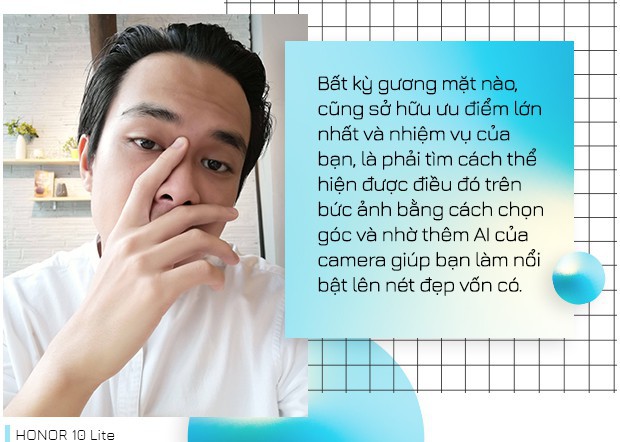 Bất kỳ gương mặt nào,
cũng sở hữu ưu điểm lớn
nhất và nhiệm vụ của
bạn, là phải tìm cách thể
hiện được điều đó trên
bức ảnh bằng cách chọn
góc và nhờ thêm AI của
camera giúp bạn làm nổi
bật lên nét đẹp vốn có.
HONOR 10 Lite